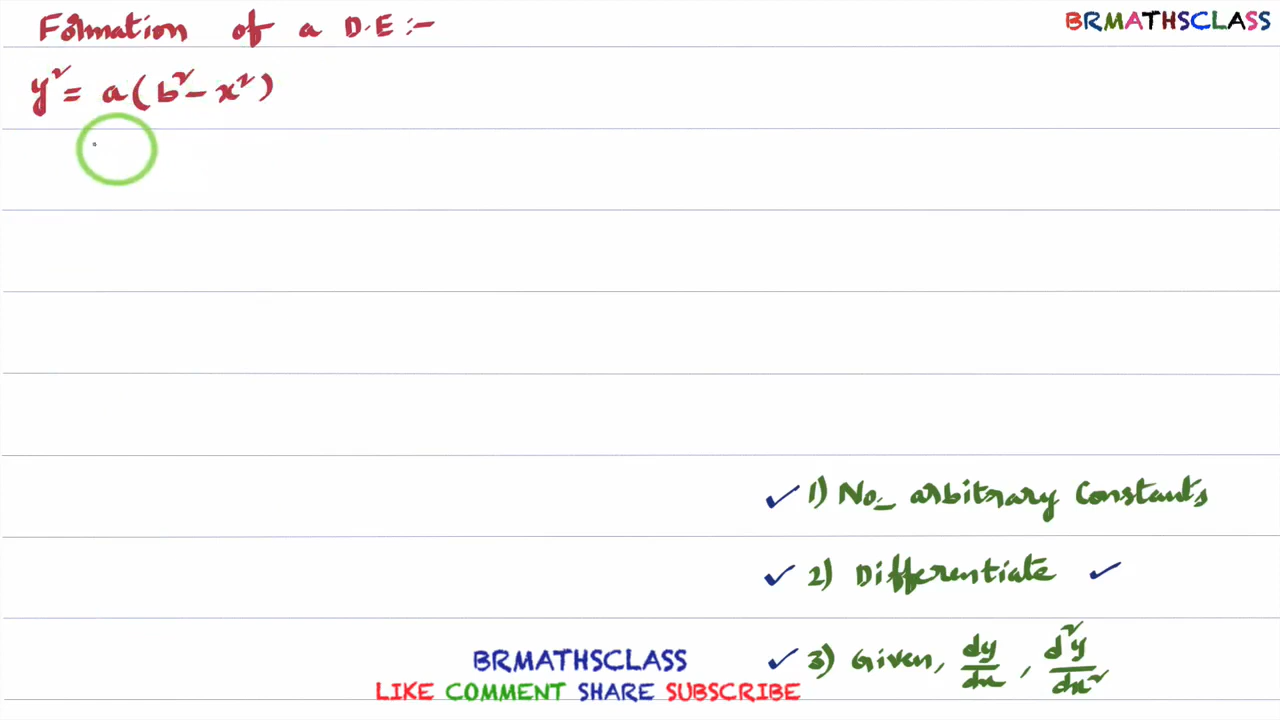 Formation of a D.E :-
BRMATHSCLASS
y² = a(b² - x²)
✓ 1) No_ arbitrary Constants
✓ 2) Differentiate ✓
✓ 3) Given, dy/dx , d²y/dx²
BRMATHSCLASS
LIKE COMMENT SHARE SUBSCRIBE